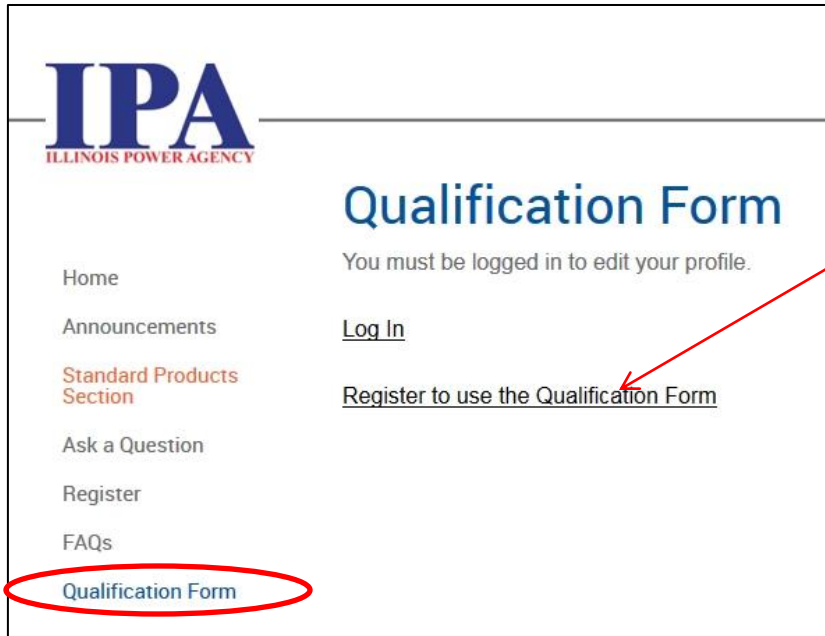 IPA
ILLINOIS POWER AGENCY
Qualification Form
You must be logged in to edit your profile.
Log In
Register to use the Qualification Form
Home
Announcements
Standard Products
Section
Ask a Question
Register
FAQs
Qualification Form